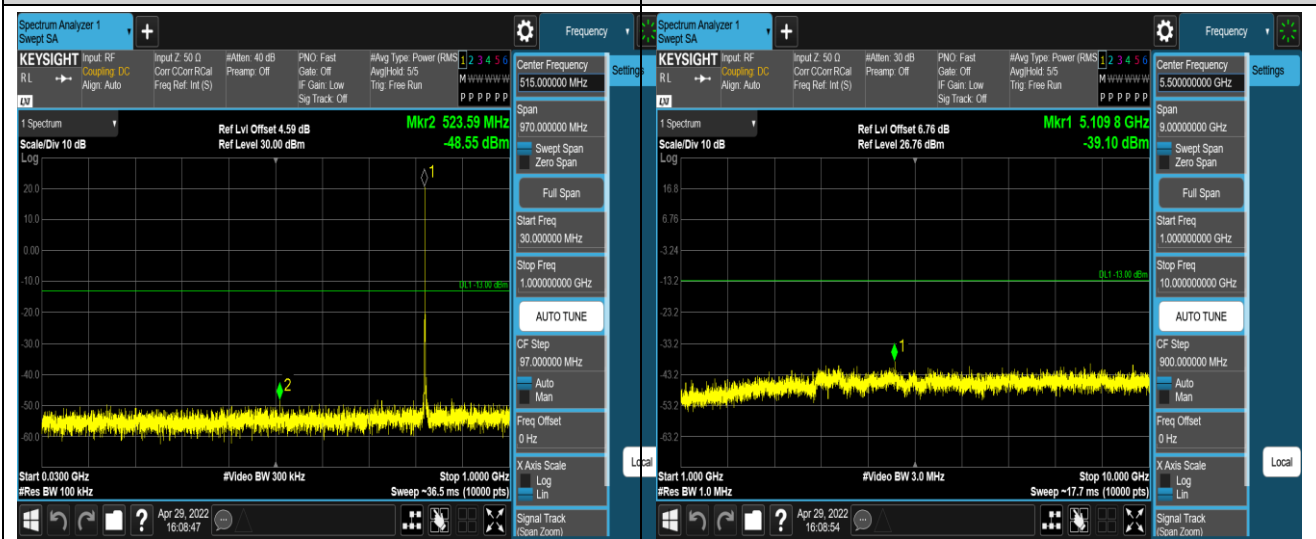 Spectrum Analyzer 1
Swept SA
Frequency
KEYSIGHT
RL
LXI
Input: RF
Coupling: DC
Align: Auto
Input Z: 50 Ω
Corr CCorr RCal
Freq Ref: Int (S)
#Atten: 40 dB
Preamp: Off
PNO: Fast
Gate: Off
IF Gain: Low
Sig Track: Off
#Avg Type: Power (RMS
Avg|Hold: 5/5
Trig: Free Run
1 2 3 4 5 6
M W W W W W
P P P P P P
Center Frequency
515.000000 MHz
Settings
1 Spectrum
Scale/Div 10 dB
Log
Ref Lvl Offset 4.59 dB
Ref Level 30.00 dBm
Mkr2 523.59 MHz
-48.55 dBm
Span
970.000000 MHz
Swept Span
Zero Span
Full Span
Start Freq
30.000000 MHz
Stop Freq
1.000000000 GHz
AUTO TUNE
CF Step
97.000000 MHz
Auto
Man
Freq Offset
0 Hz
X Axis Scale
Log
Lin
Signal Track
(Span Zoom)
Local
20.0
10.0
0.00
-10.0
-20.0
-30.0
-40.0
-50.0
-60.0
DL1 -13.00 dBm
1
2
Start 0.0300 GHz
#Res BW 100 kHz
#Video BW 300 kHz
Stop 1.0000 GHz
Sweep ~36.5 ms (10000 pts)
?
Apr 29, 2022
16:08:47
Spectrum Analyzer 1
Swept SA
Frequency
KEYSIGHT
RL
LXI
Input: RF
Coupling: DC
Align: Auto
Input Z: 50 Ω
Corr CCorr RCal
Freq Ref: Int (S)
#Atten: 30 dB
Preamp: Off
PNO: Fast
Gate: Off
IF Gain: Low
Sig Track: Off
#Avg Type: Power (RMS
Avg|Hold: 5/5
Trig: Free Run
1 2 3 4 5 6
M W W W W W
P P P P P P
Center Frequency
5.500000000 GHz
Settings
1 Spectrum
Scale/Div 10 dB
Log
Ref Lvl Offset 6.76 dB
Ref Level 26.76 dBm
Mkr1 5.109 8 GHz
-39.10 dBm
Span
9.00000000 GHz
Swept Span
Zero Span
Full Span
Start Freq
1.000000000 GHz
Stop Freq
10.000000000 GHz
AUTO TUNE
CF Step
900.000000 MHz
Auto
Man
Freq Offset
0 Hz
X Axis Scale
Log
Lin
Signal Track
(Span Zoom)
Local
16.8
6.76
-3.24
-13.2
-23.2
-33.2
-43.2
-53.2
-63.2
DL1 -13.00 dBm
1
Start 1.000 GHz
#Res BW 1.0 MHz
#Video BW 3.0 MHz
Stop 10.000 GHz
Sweep ~17.7 ms (10000 pts)
?
Apr 29, 2022
16:08:54